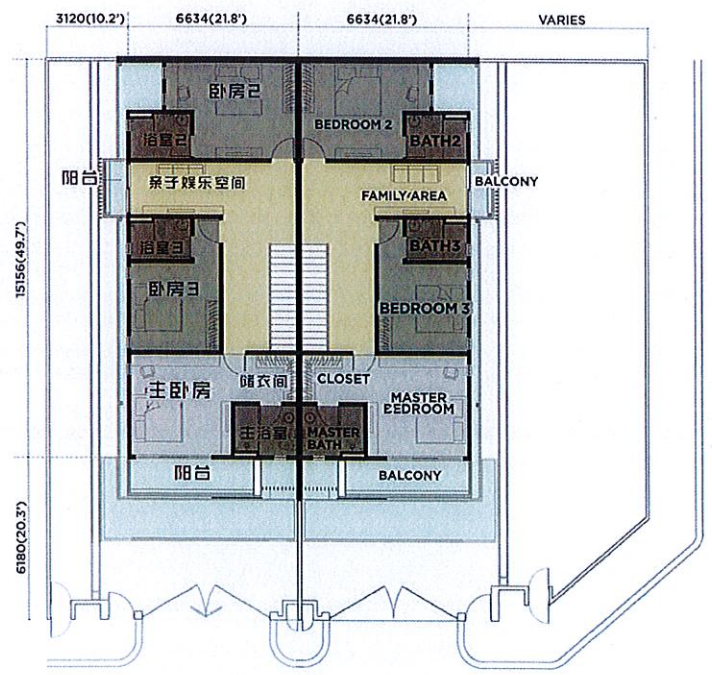 3120(10.2')
6634(21.8')
6634(21.8')
VARIES
卧房2
BEDROOM 2
浴室2
BATH2
阳台
亲子娱乐空间
FAMILY AREA
BALCONY
浴室3
BATH3
15156(49.7')
卧房3
BEDROOM 3
主卧房
储衣间
CLOSET
MASTER
BEDROOM
主浴室
MASTER
BATH
阳台
BALCONY
6180(20.3')